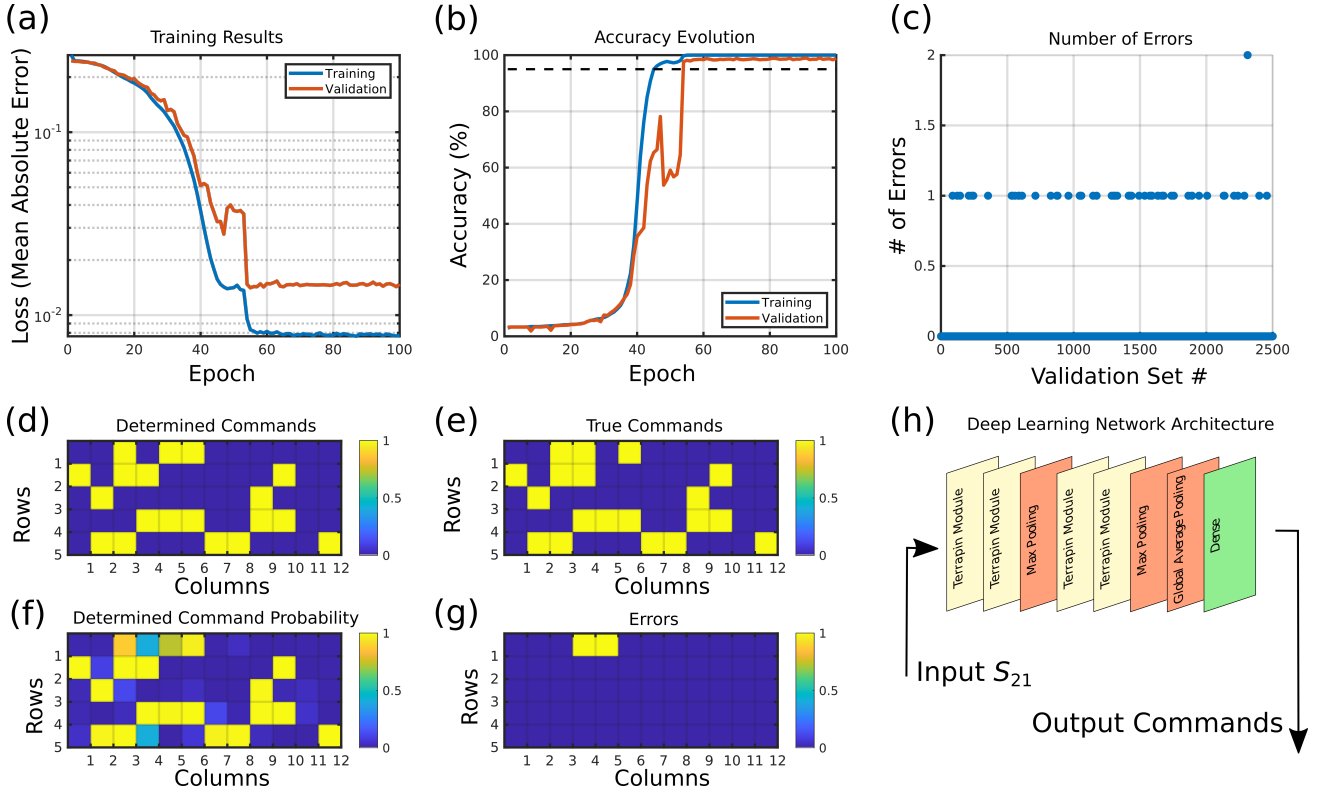 (a)
Training Results
Loss (Mean Absolute Error)
10-1
10-2
Training
Validation
0 20 40 60 80 100
Epoch
(b)
Accuracy Evolution
Accuracy (%)
100
80
60
40
20
0
Training
Validation
0 20 40 60 80 100
Epoch
(c)
Number of Errors
# of Errors
2
1.5
1
0.5
0
0 500 1000 1500 2000 2500
Validation Set #
(d)
Determined Commands
Rows
1
2
3
4
5
1 2 3 4 5 6 7 8 9 10 11 12
Columns
1
0.5
0
(e)
True Commands
Rows
1
2
3
4
5
1 2 3 4 5 6 7 8 9 10 11 12
Columns
1
0.5
0
(f)
Determined Command Probability
Rows
1
2
3
4
5
1 2 3 4 5 6 7 8 9 10 11 12
Columns
1
0.5
0
(g)
Errors
Rows
1
2
3
4
5
1 2 3 4 5 6 7 8 9 10 11 12
Columns
1
0.5
0
(h)
Deep Learning Network Architecture
Terrapin Module
Terrapin Module
Max Pooling
Terrapin Module
Terrapin Module
Max Pooling
Global Average Pooling
Dense
Input S21
Output Commands